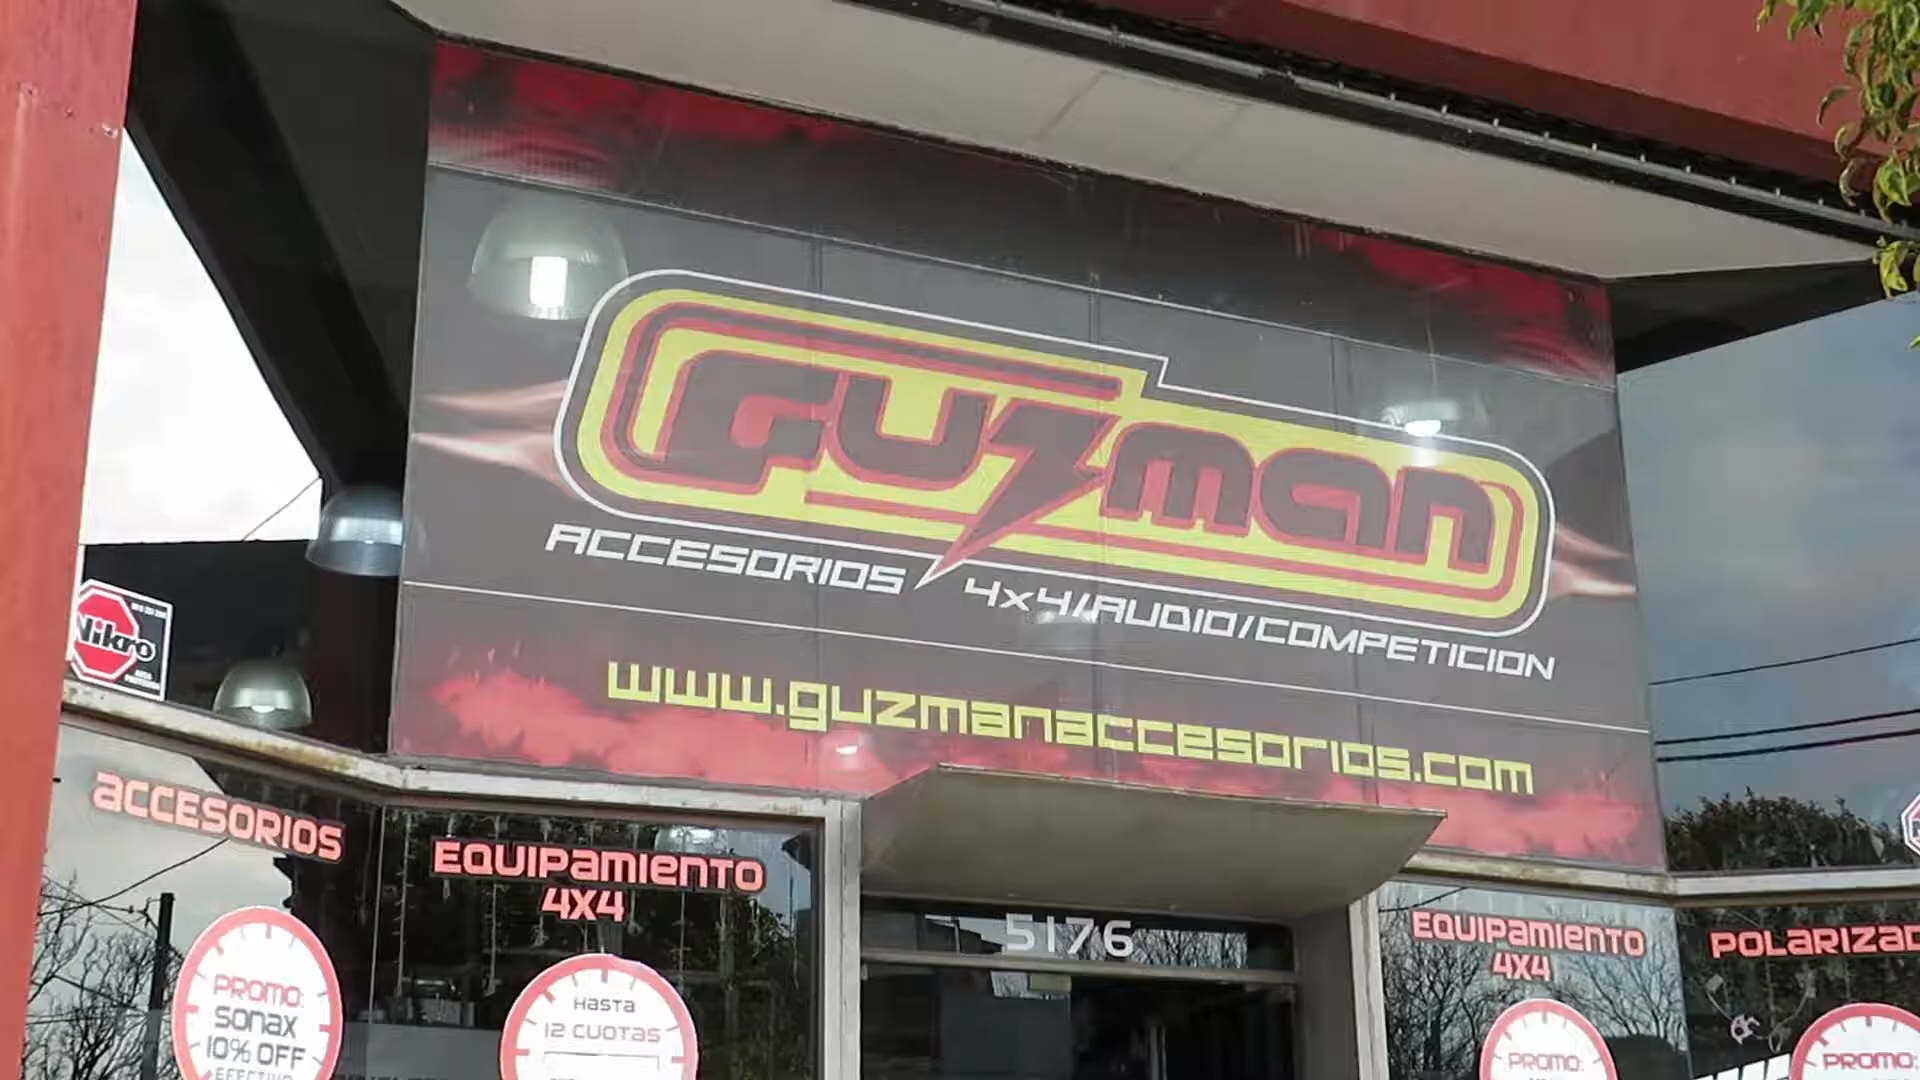 GUZMAN
ACCESORIOS 4x4/AUDIO/COMPETICION
www.guzmanaccesorios.com
Nikro
ACCESORIOS
EQUIPAMIENTO
4X4
5176
EQUIPAMIENTO
4X4
POLARIZAD
PROMO:
SONAX
10% OFF
EFECTIVO
HASTA
12 CUOTAS
PROMO:
PROMO: